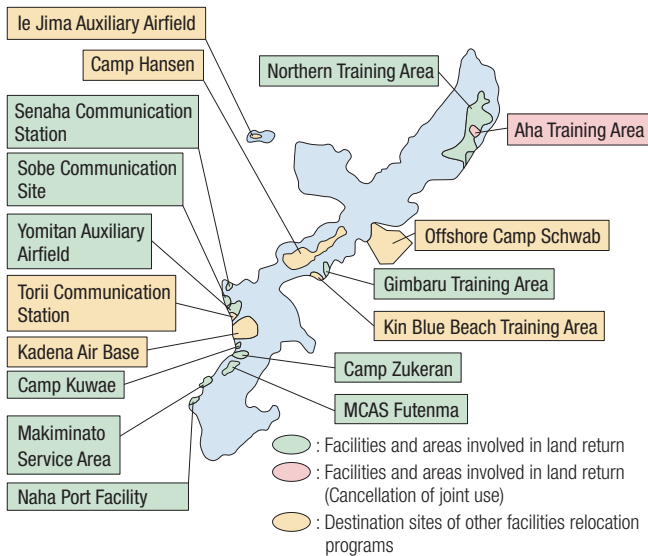 Ie Jima Auxiliary Airfield
Camp Hansen
Northern Training Area
Senaha Communication
Station
Aha Training Area
Sobe Communication
Site
Yomitan Auxiliary
Airfield
Offshore Camp Schwab
Gimbaru Training Area
Torii Communication
Station
Kin Blue Beach Training Area
Kadena Air Base
Camp Kuwae
Camp Zukeran
MCAS Futenma
Makiminato
Service Area
Naha Port Facility
: Facilities and areas involved in land return
: Facilities and areas involved in land return
(Cancellation of joint use)
: Destination sites of other facilities relocation
programs